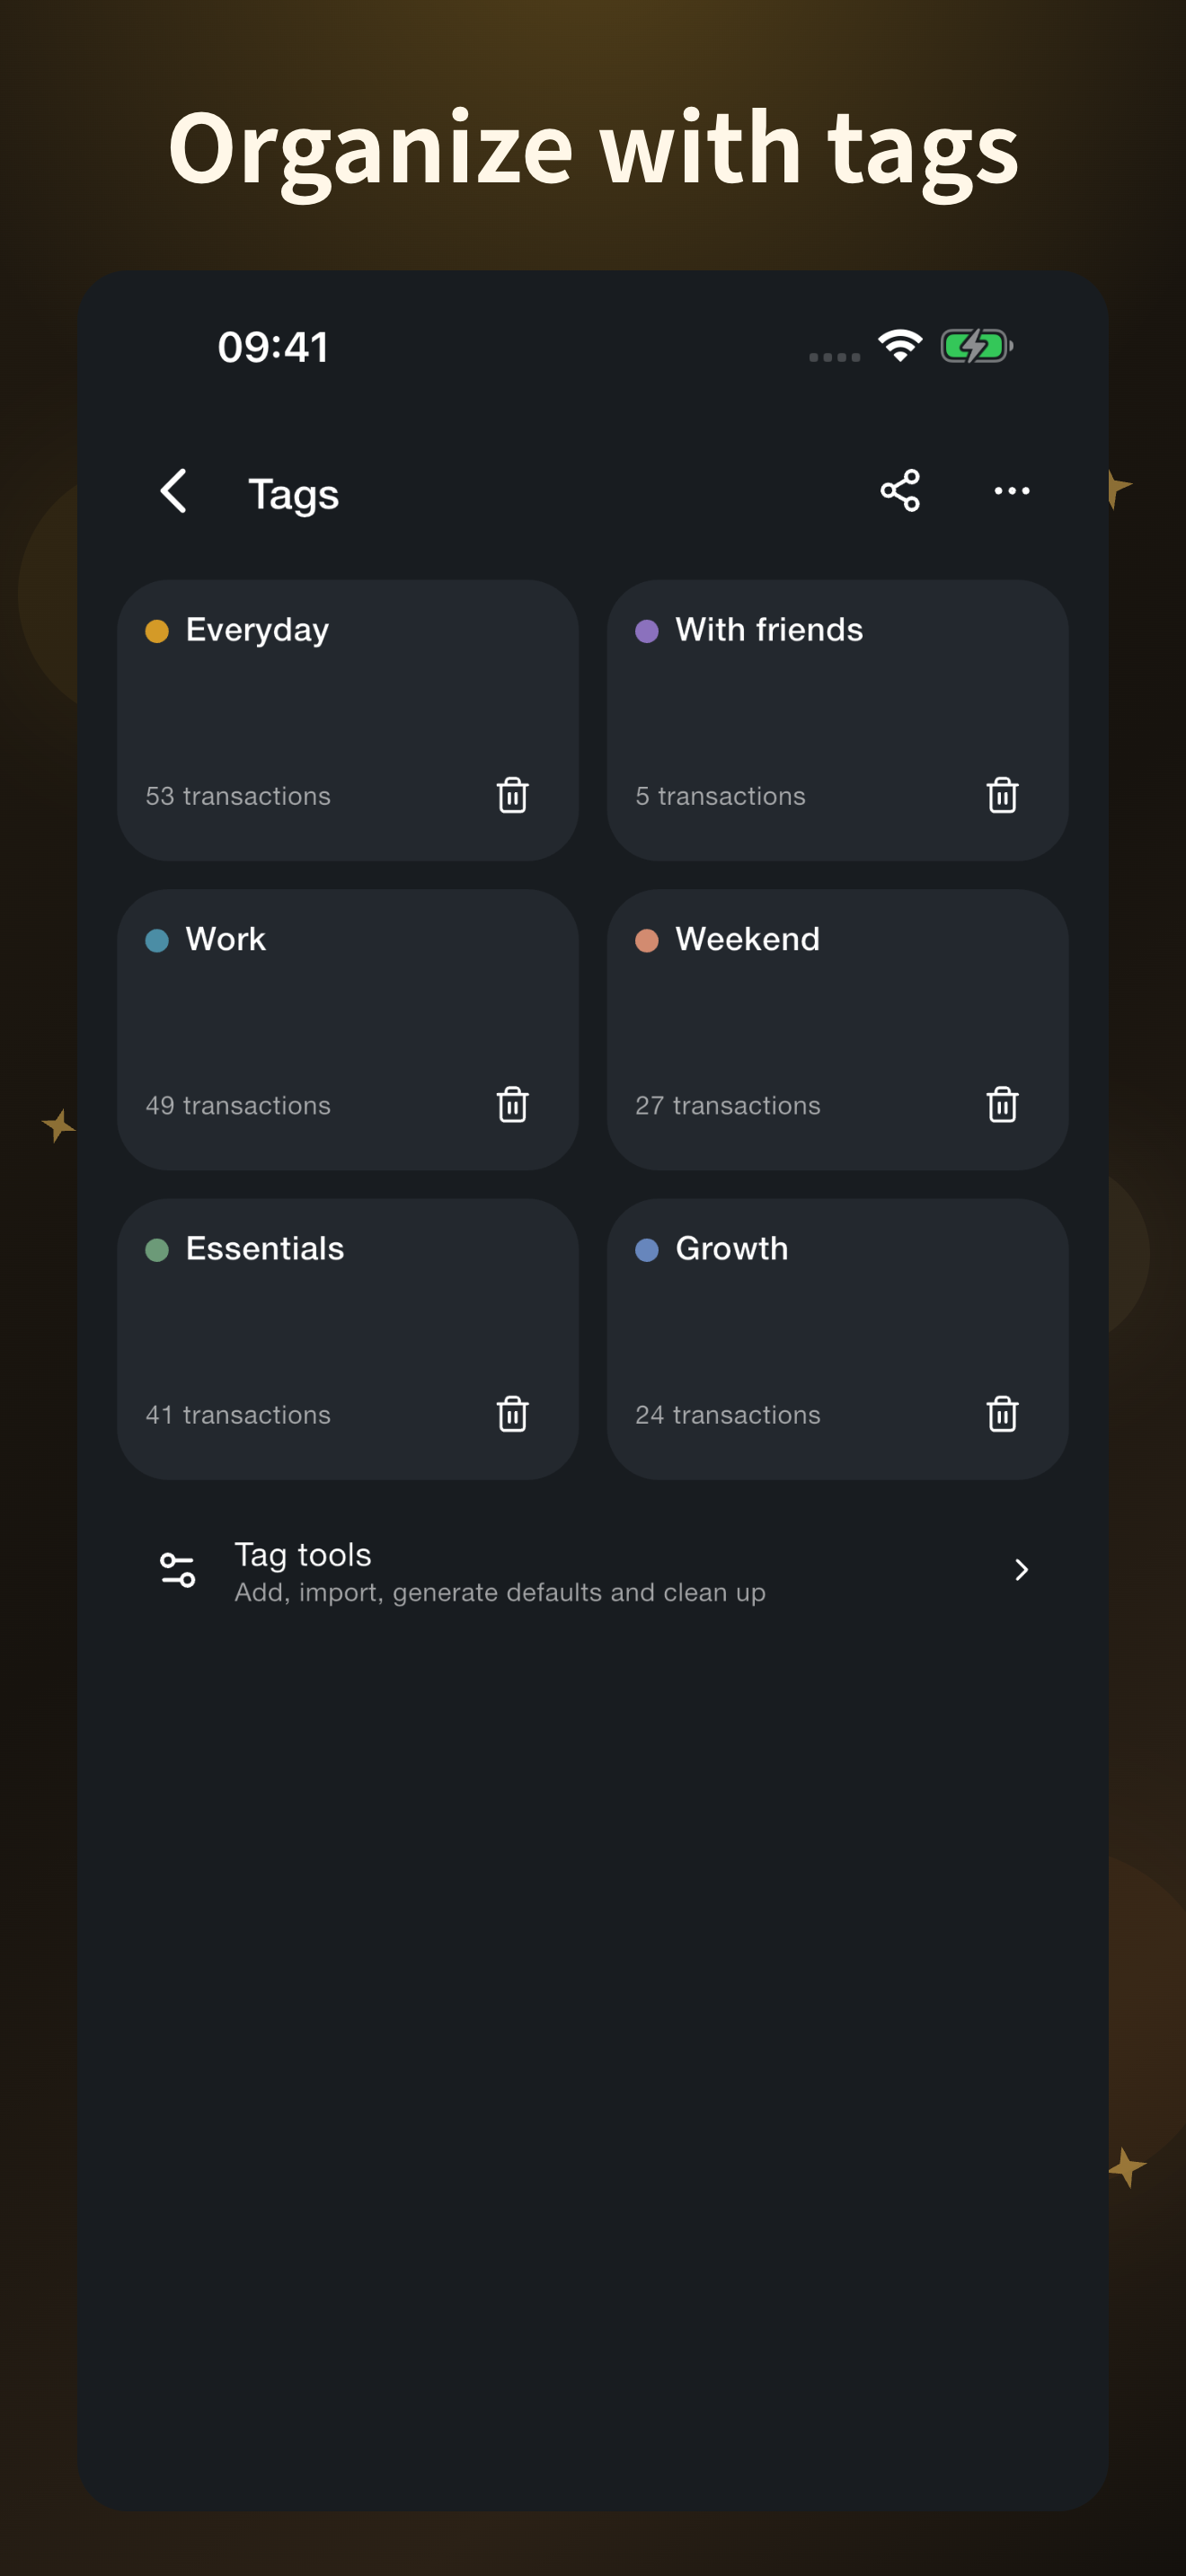 Organize with tags
09:41
Tags
Everyday
With friends
53 transactions
5 transactions
Work
Weekend
49 transactions
27 transactions
Essentials
Growth
41 transactions
24 transactions
Tag tools
Add, import, generate defaults and clean up